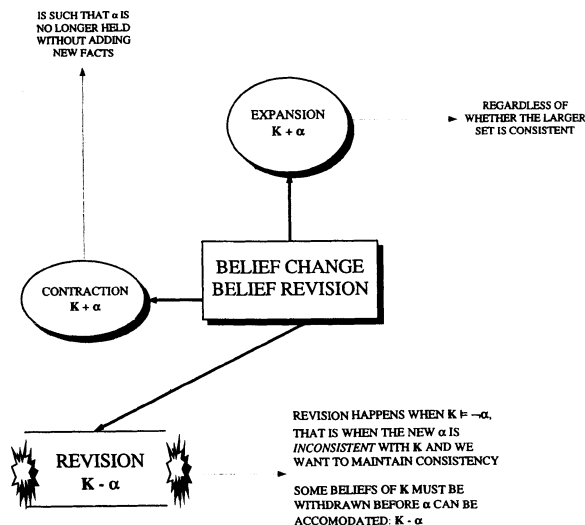 IS SUCH THAT α IS
NO LONGER HELD
WITHOUT ADDING
NEW FACTS
EXPANSION
K + α
REGARDLESS OF
WHETHER THE LARGER
SET IS CONSISTENT
BELIEF CHANGE
BELIEF REVISION
CONTRACTION
K + α
REVISION
K - α
REVISION HAPPENS WHEN K ⊨ ¬α,
THAT IS WHEN THE NEW α IS
INCONSISTENT WITH K AND WE
WANT TO MAINTAIN CONSISTENCY
SOME BELIEFS OF K MUST BE
WITHDRAWN BEFORE α CAN BE
ACCOMODATED: K - α